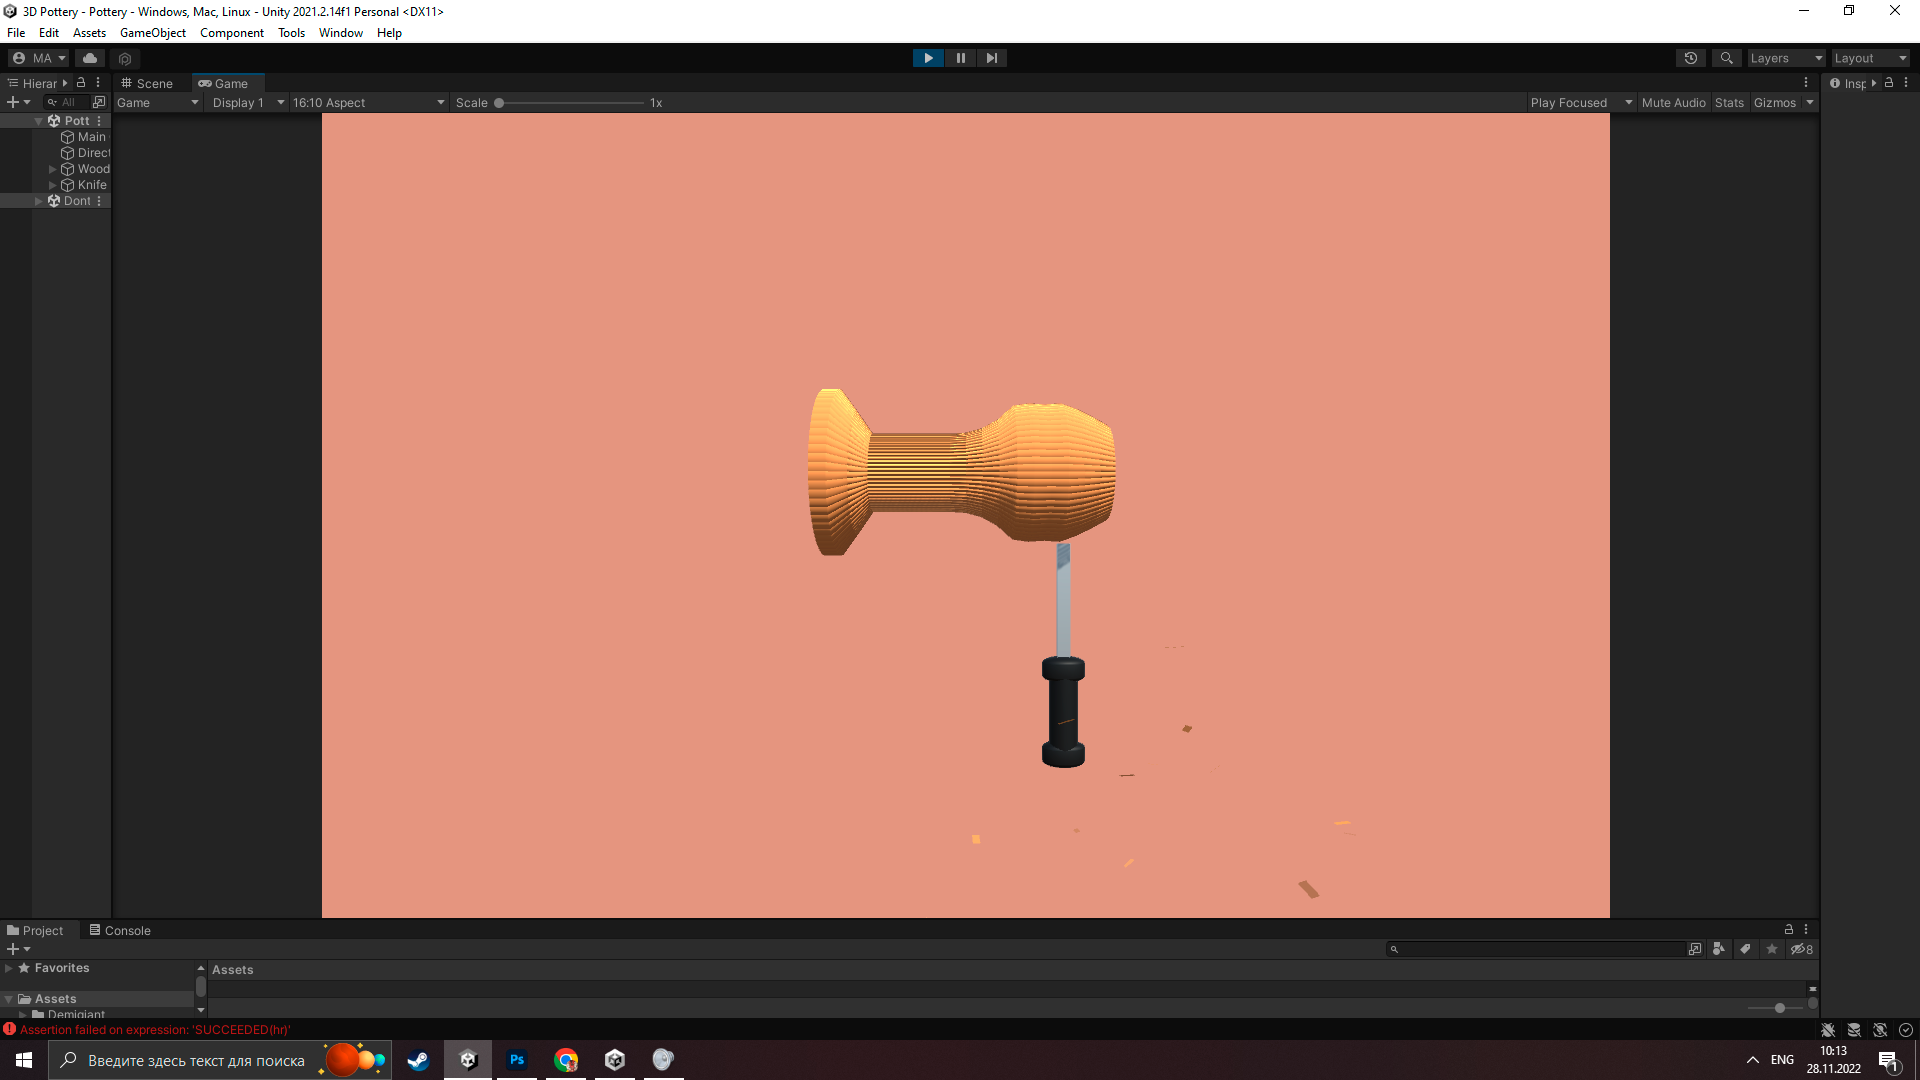 3D Pottery - Pottery - Windows, Mac, Linux - Unity 2021.2.14f1 Personal <DX11>
File Edit Assets GameObject Component Tools Window Help
MA Layers Layout
Hierar Scene Game Insp
All Game Display 1 16:10 Aspect Scale 1x Play Focused Mute Audio Stats Gizmos
Pott
Main
Direct
Wood
Knife
Dont
Project Console
8
Favorites Assets
Assets
Demigiant
Assertion failed on expression: 'SUCCEEDED(hr)'
Введите здесь текст для поиска Ps ENG 10:13
28.11.2022 1